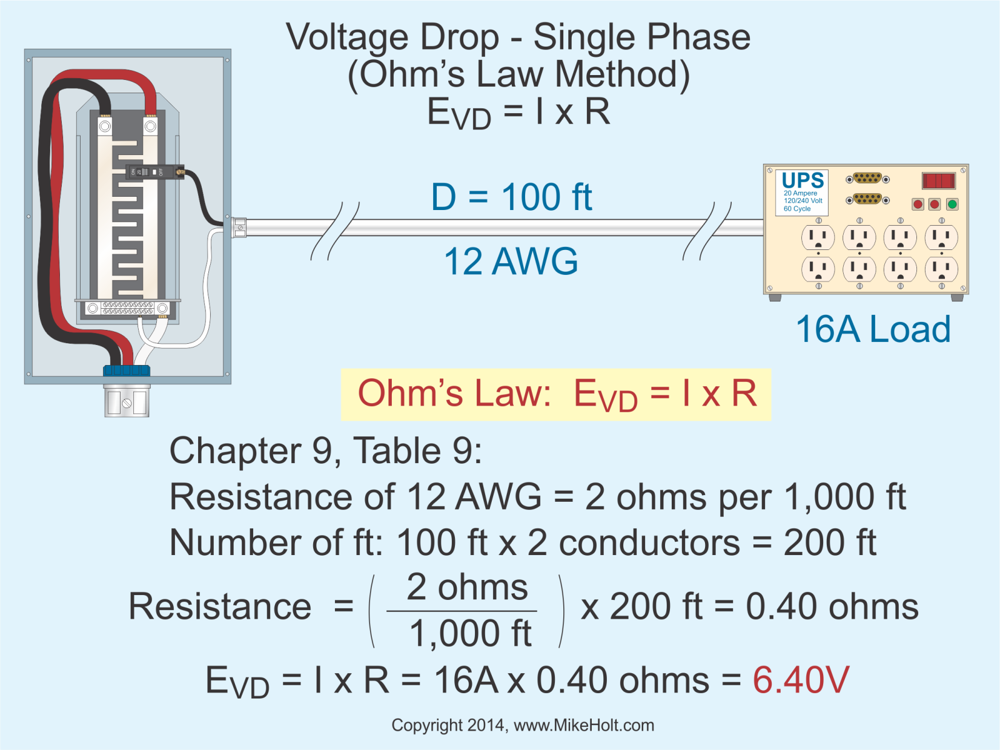 Voltage Drop - Single Phase
(Ohm’s Law Method)
EVD = I x R
ON 20 OFF
D = 100 ft
12 AWG
UPS
20 Ampere
120/240 Volt
60 Cycle
16A Load
Ohm’s Law: EVD = I x R
Chapter 9, Table 9:
Resistance of 12 AWG = 2 ohms per 1,000 ft
Number of ft: 100 ft x 2 conductors = 200 ft
Resistance = ( 2 ohms / 1,000 ft ) x 200 ft = 0.40 ohms
EVD = I x R = 16A x 0.40 ohms = 6.40V
Copyright 2014, www.MikeHolt.com